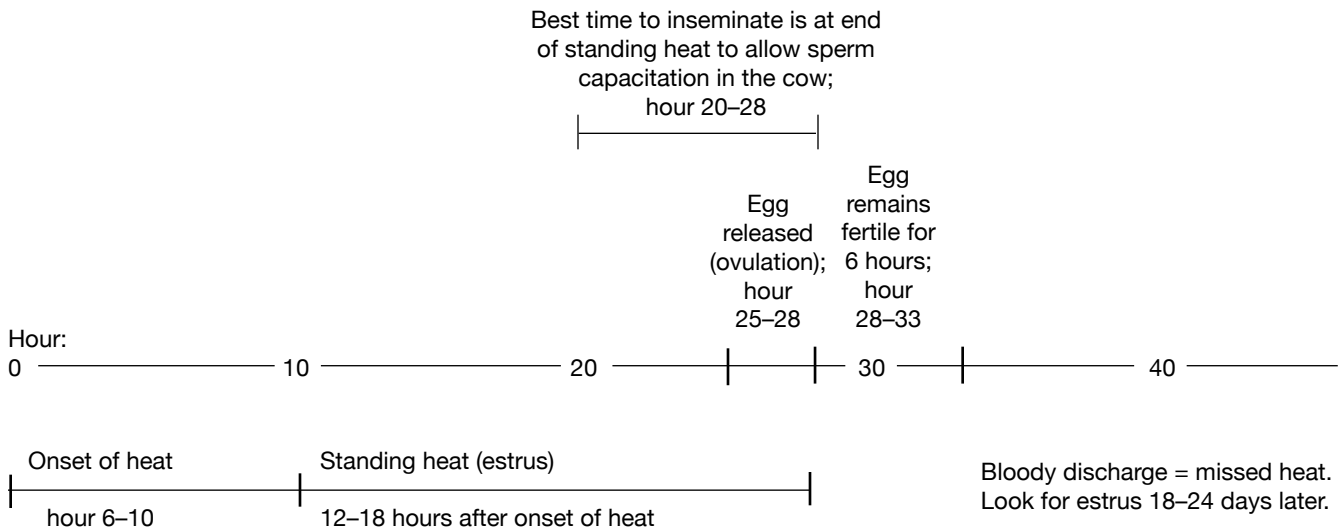 Best time to inseminate is at end
of standing heat to allow sperm
capacitation in the cow;
hour 20–28
Egg
released
(ovulation);
hour
25–28
Egg
remains
fertile for
6 hours;
hour
28–33
Hour:
0 10 20 30 40
Onset of heat
hour 6–10
Standing heat (estrus)
12–18 hours after onset of heat
Bloody discharge = missed heat.
Look for estrus 18–24 days later.